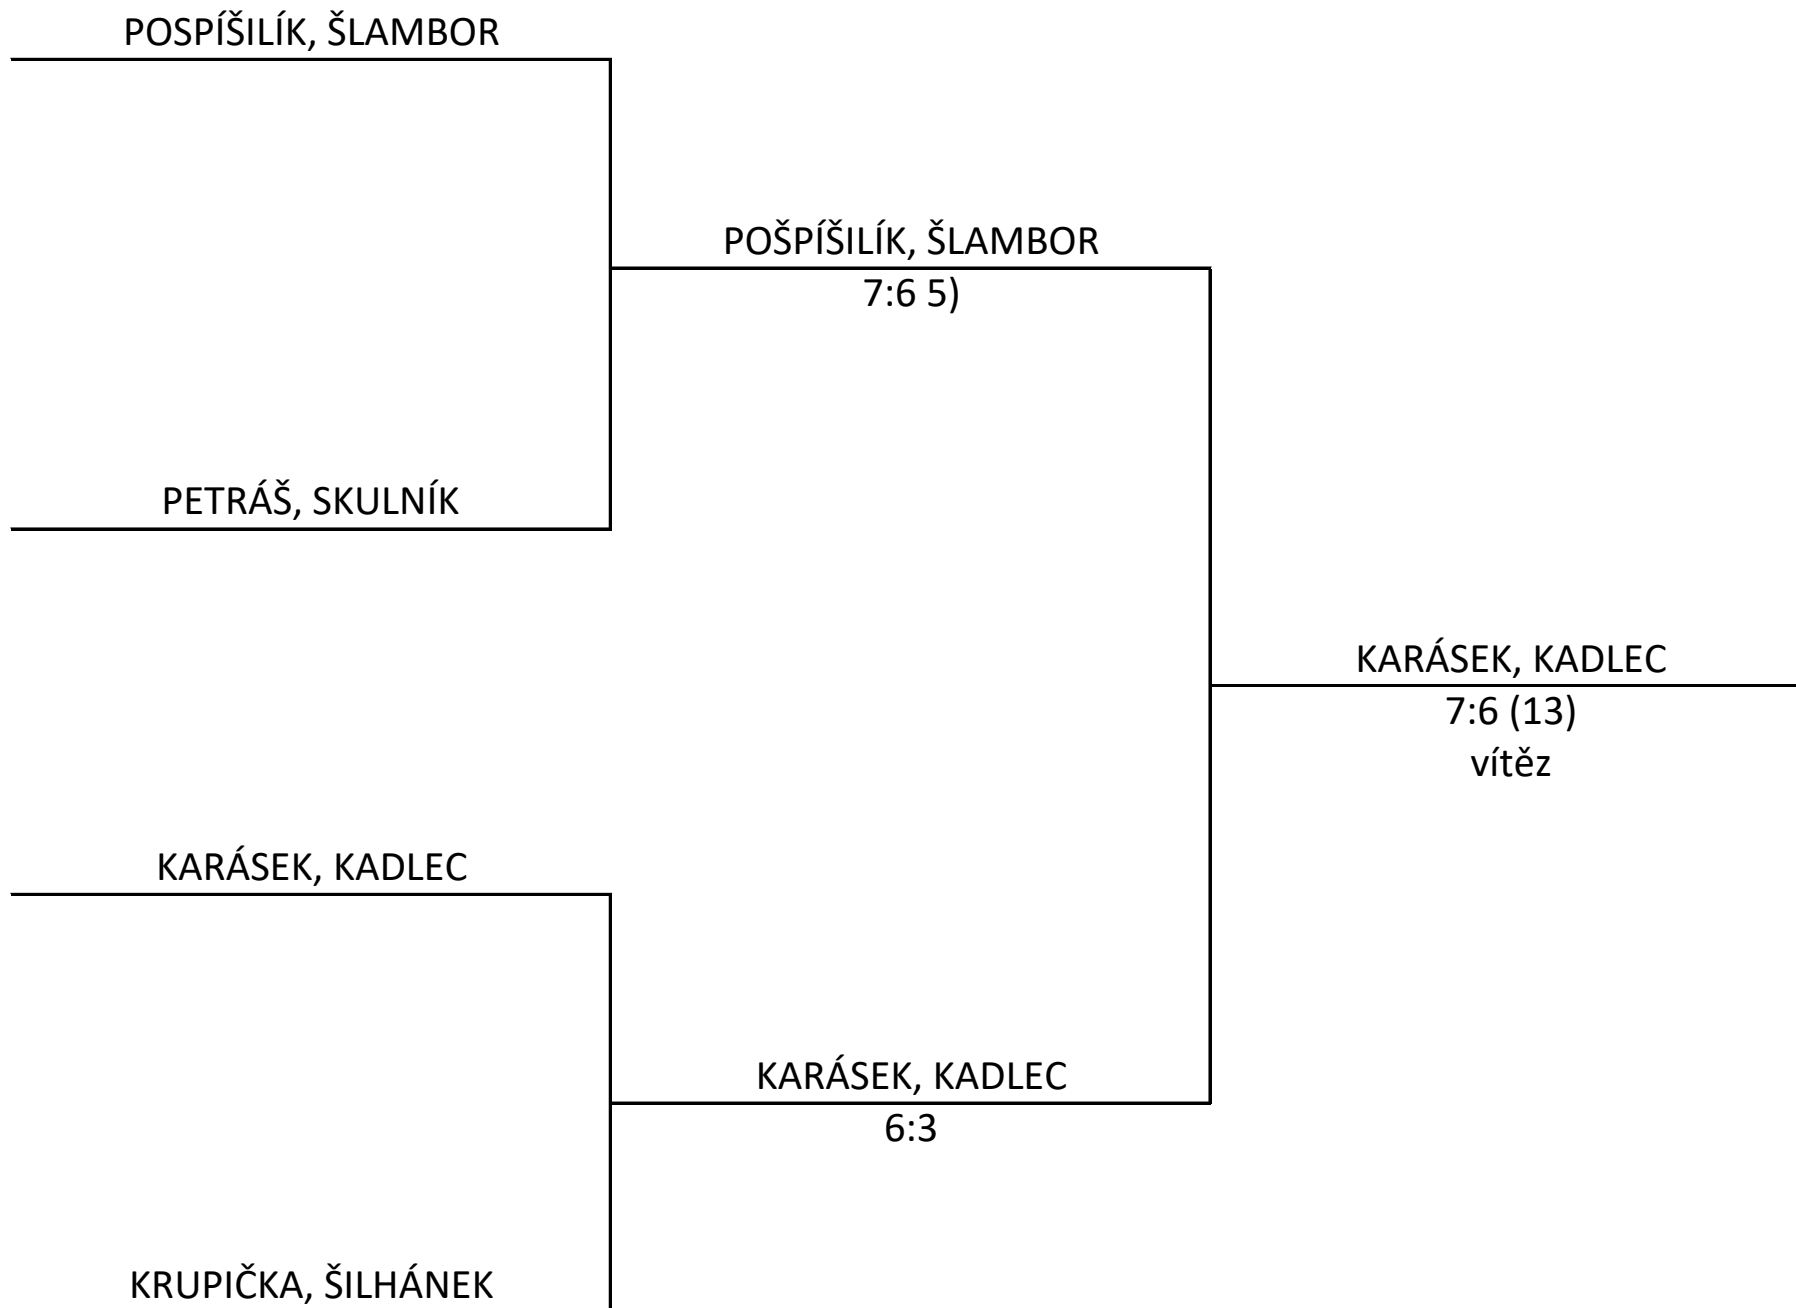 POSPÍŠILÍK, ŠLAMBOR
POŠPÍŠILÍK, ŠLAMBOR
7:6 5)
PETRÁŠ, SKULNÍK
KARÁSEK, KADLEC
7:6 (13)
vítěz
KARÁSEK, KADLEC
KARÁSEK, KADLEC
6:3
KRUPIČKA, ŠILHÁNEK